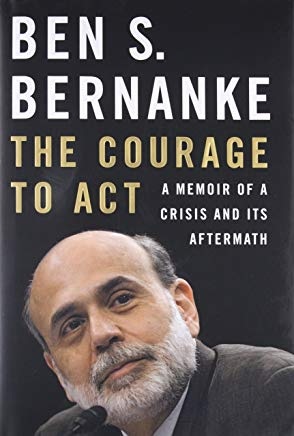 BEN S.
BERNANKE
THE COURAGE
TO ACT
A MEMOIR OF A
CRISIS AND ITS
AFTERMATH